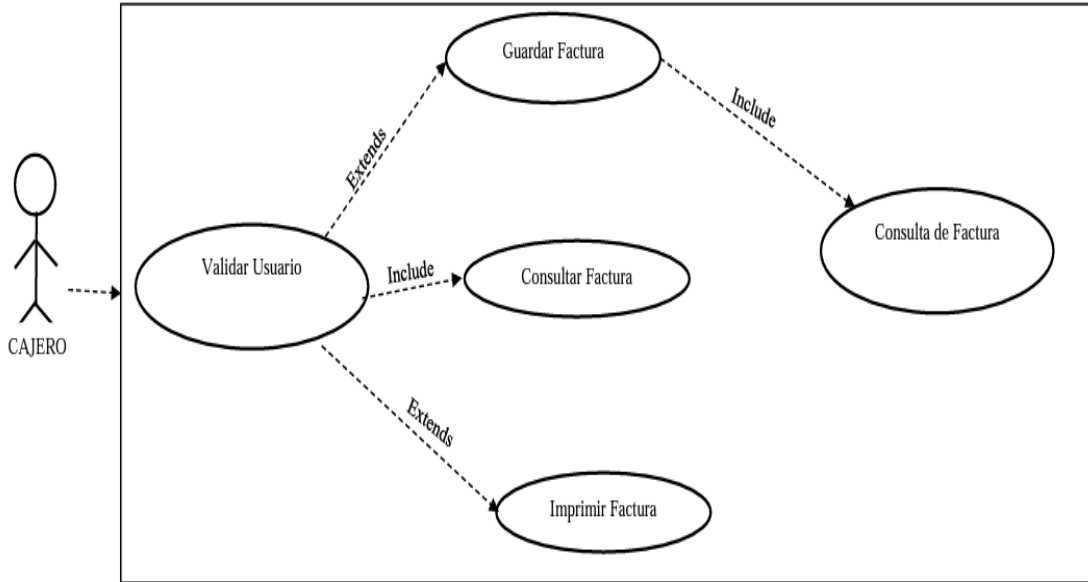 Guardar Factura
Include
Extends
Consulta de Factura
Validar Usuario
Include
Consultar Factura
CAJERO
Extends
Imprimir Factura